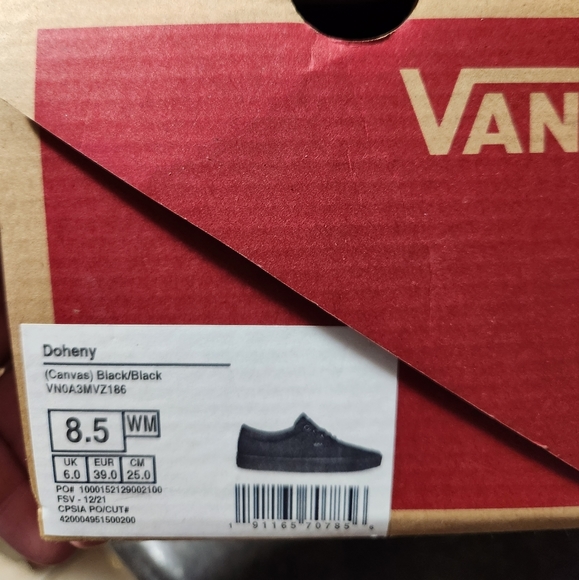 VAN
Doheny
(Canvas) Black/Black
VN0A3MVZ186
8.5 WM
UK EUR CM
6.0 39.0 25.0
PO# 1000152129002100
FSV - 12/21
CPSIA PO/CUT#
420004951500200
1 91165 70785